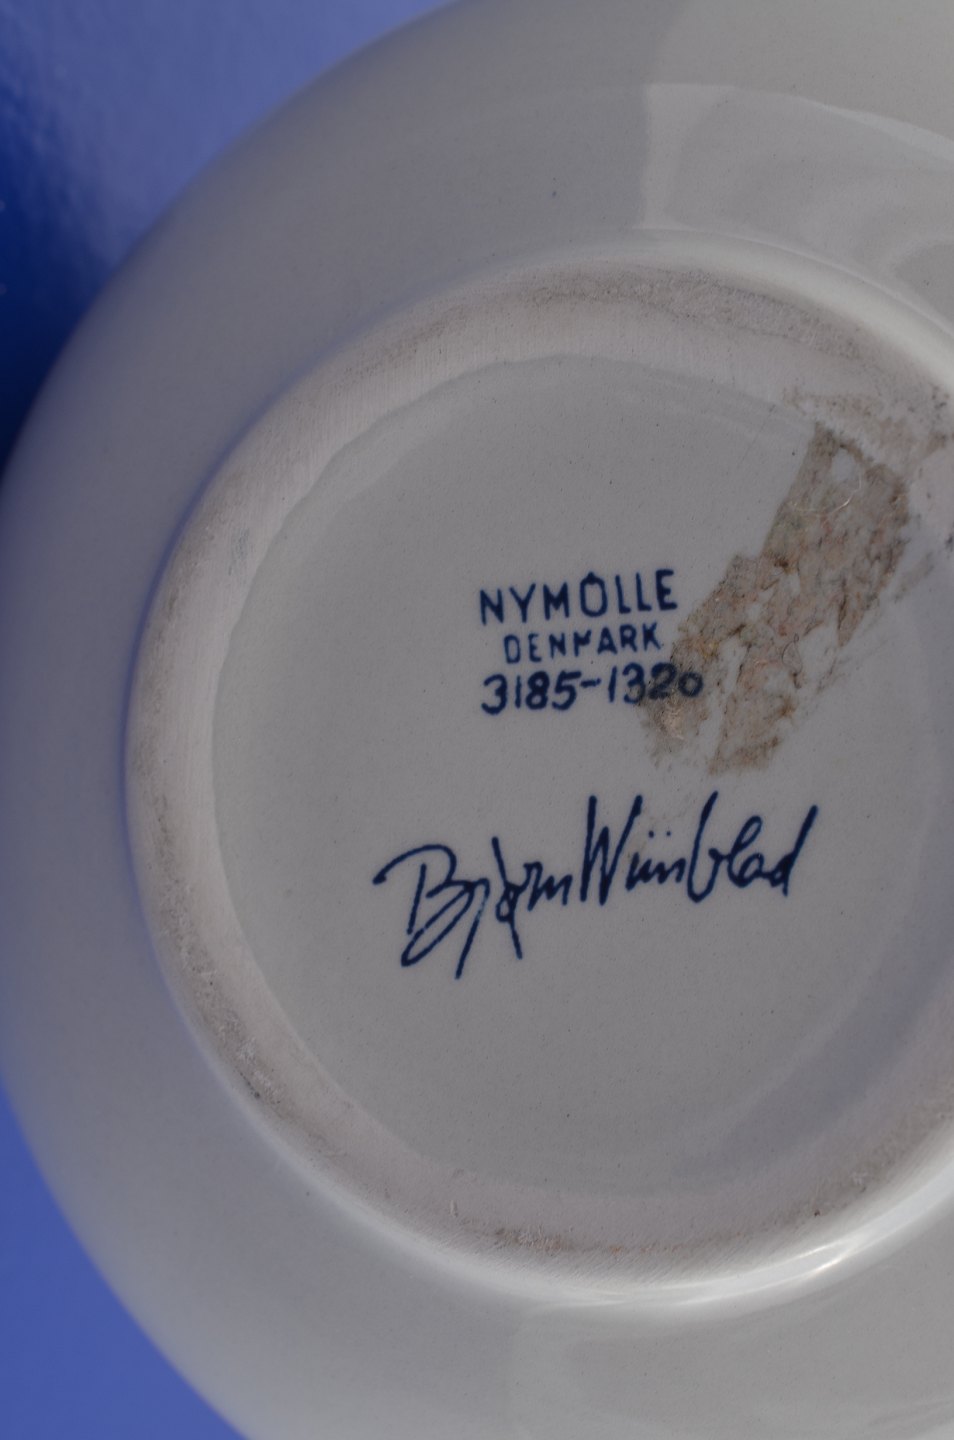 NYMÖLLE
DENMARK
3185-1320
Bjørn Wiinblad